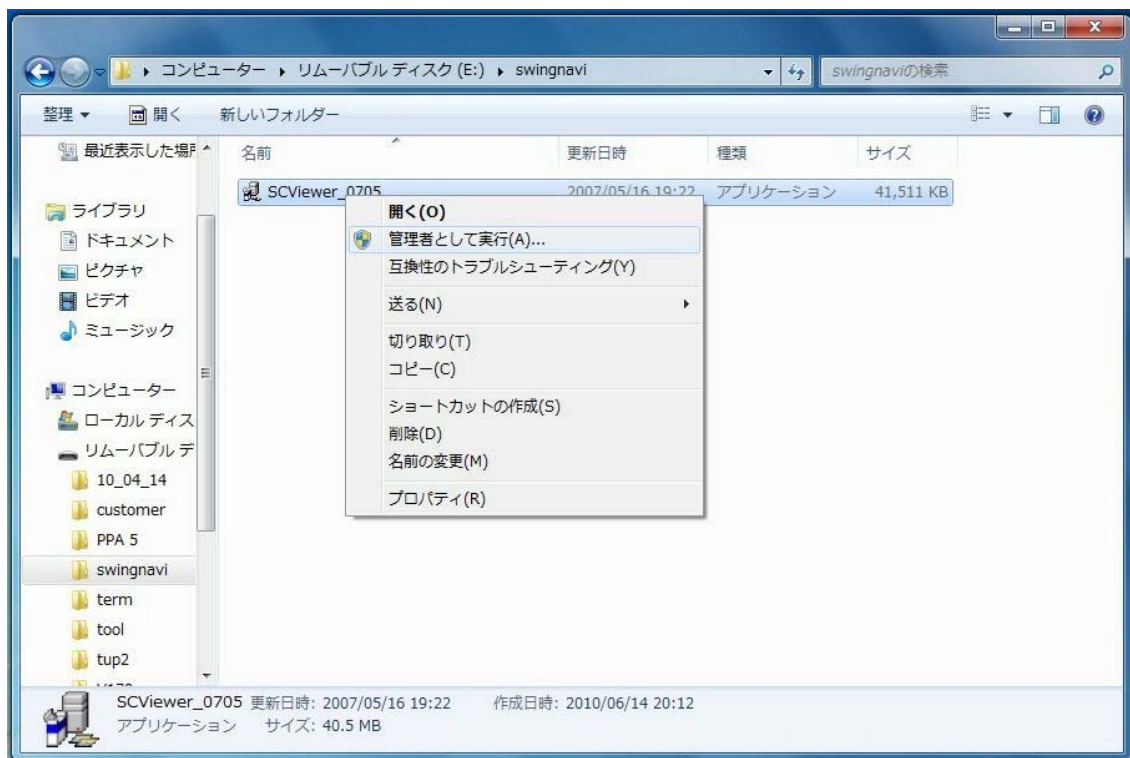 コンピューター ▸ リムーバブル ディスク (E:) ▸ swingnavi
swingnaviの検索
整理 開く 新しいフォルダー
最近表示した場所
ライブラリ
ドキュメント
ピクチャ
ビデオ
ミュージック
コンピューター
ローカル ディス
リムーバブル デ
10_04_14
customer
PPA 5
swingnavi
term
tool
tup2
名前 更新日時 種類 サイズ
SCViewer_0705 2007/05/16 19:22 アプリケーション 41,511 KB
開く(O)
管理者として実行(A)...
互換性のトラブルシューティング(Y)
送る(N)
切り取り(T)
コピー(C)
ショートカットの作成(S)
削除(D)
名前の変更(M)
プロパティ(R)
SCViewer_0705 更新日時: 2007/05/16 19:22 作成日時: 2010/06/14 20:12
アプリケーション サイズ: 40.5 MB